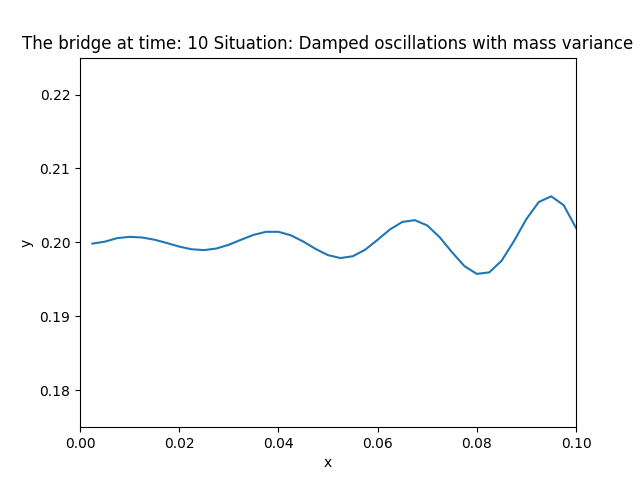 The bridge at time: 10 Situation: Damped oscillations with mass variance
0.22
0.21
0.20
0.19
0.18
y
0.00 0.02 0.04 0.06 0.08 0.10
x